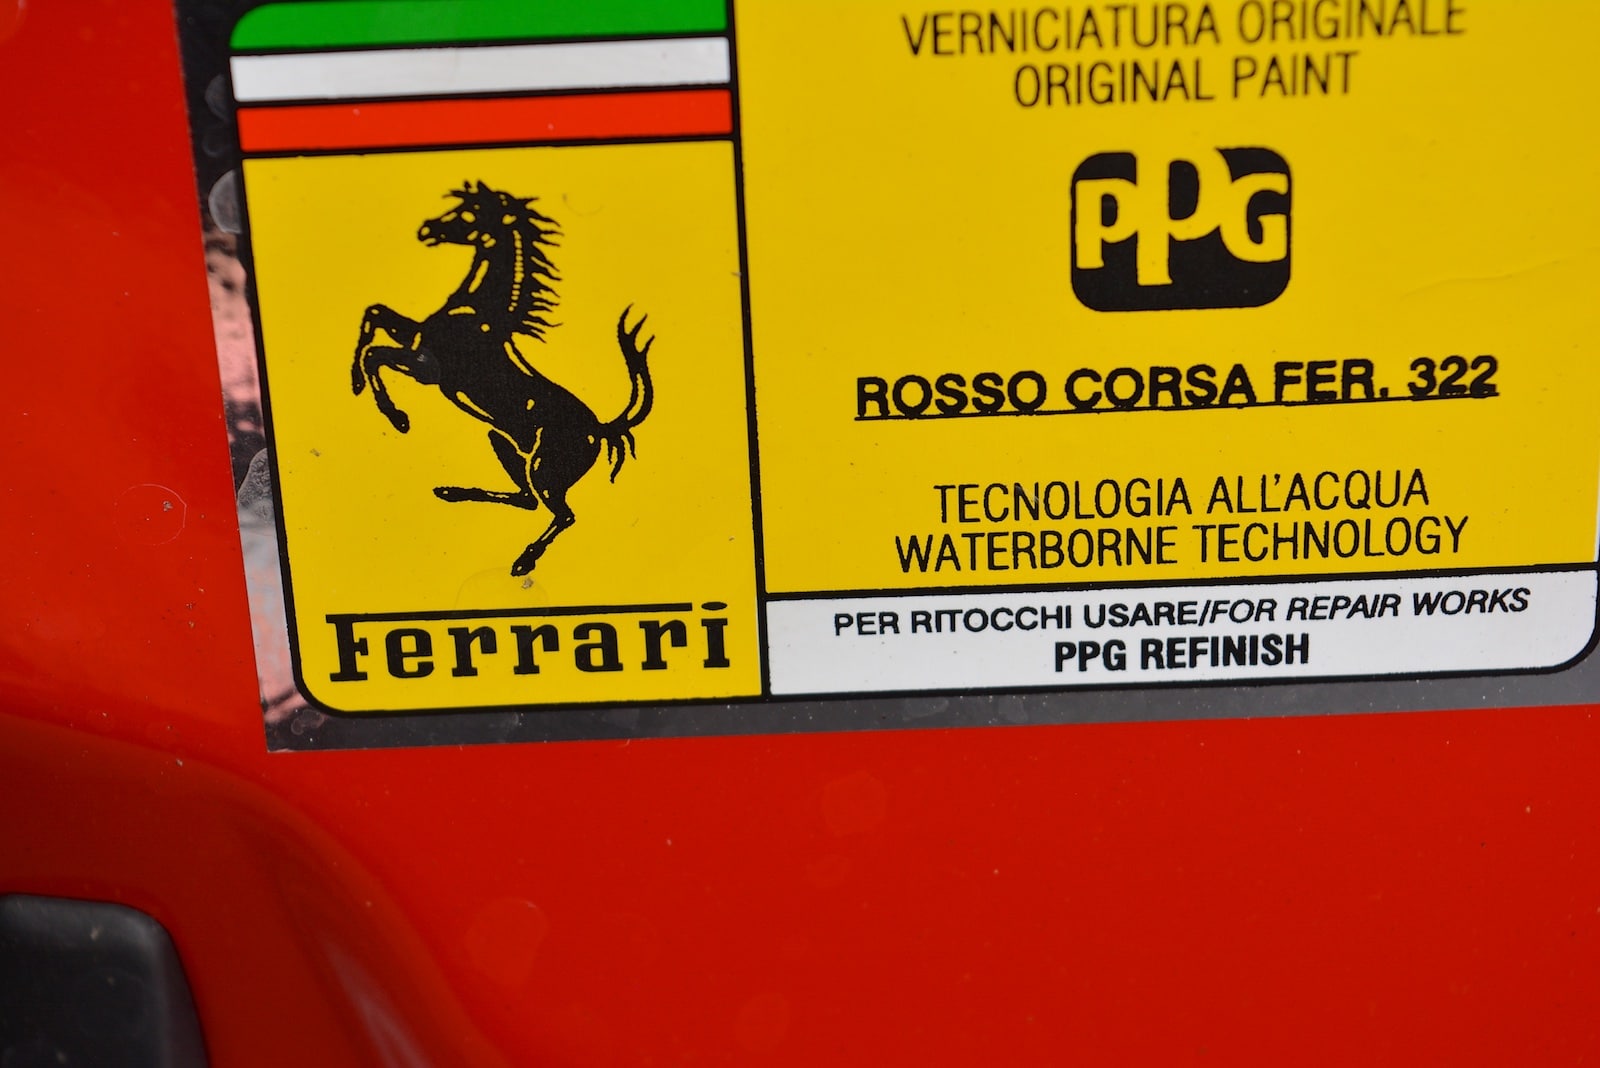 VERNICIATURA ORIGINALE
ORIGINAL PAINT
PPG
ROSSO CORSA FER. 322
TECNOLOGIA ALL'ACQUA
WATERBORNE TECHNOLOGY
PER RITOCCHI USARE/FOR REPAIR WORKS
PPG REFINISH
Ferrari